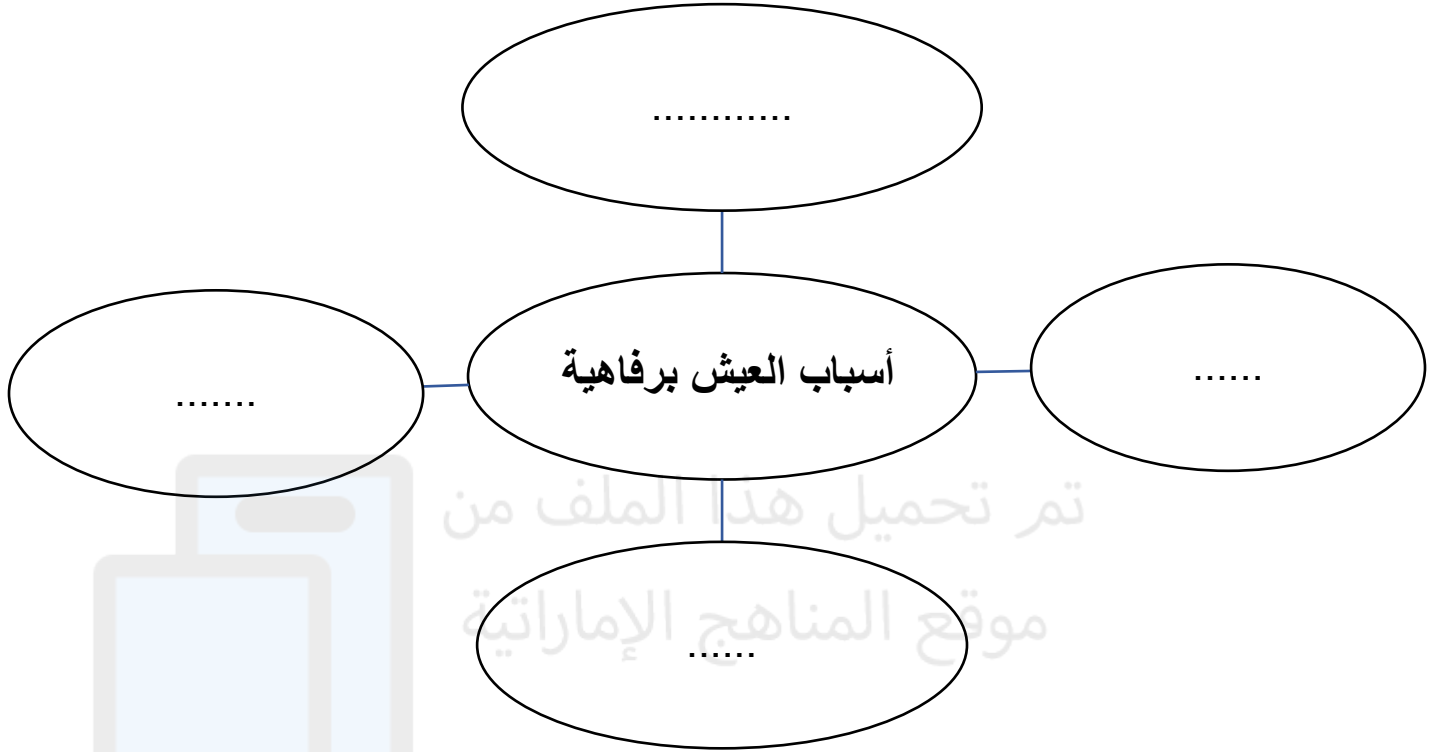 ............
أسباب العيش برفاهية
......
.......
تم تحميل هذا الملف من
موقع المناهج الإماراتية
......